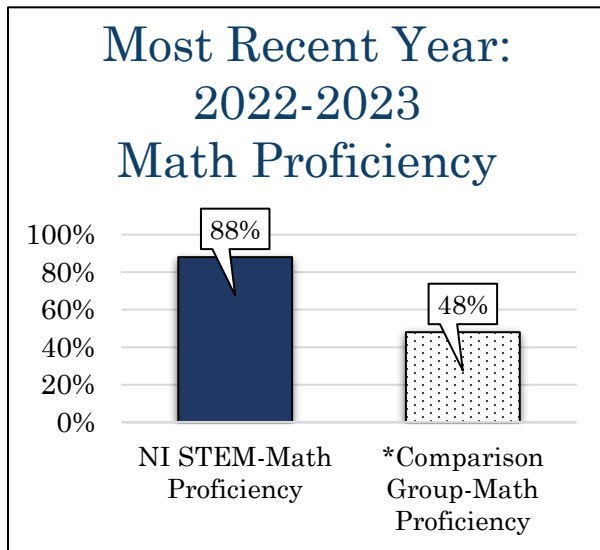 Most Recent Year:
2022-2023
Math Proficiency
100%
88%
80%
60%
48%
40%
20%
0%
NI STEM-Math
Proficiency
*Comparison
Group-Math
Proficiency